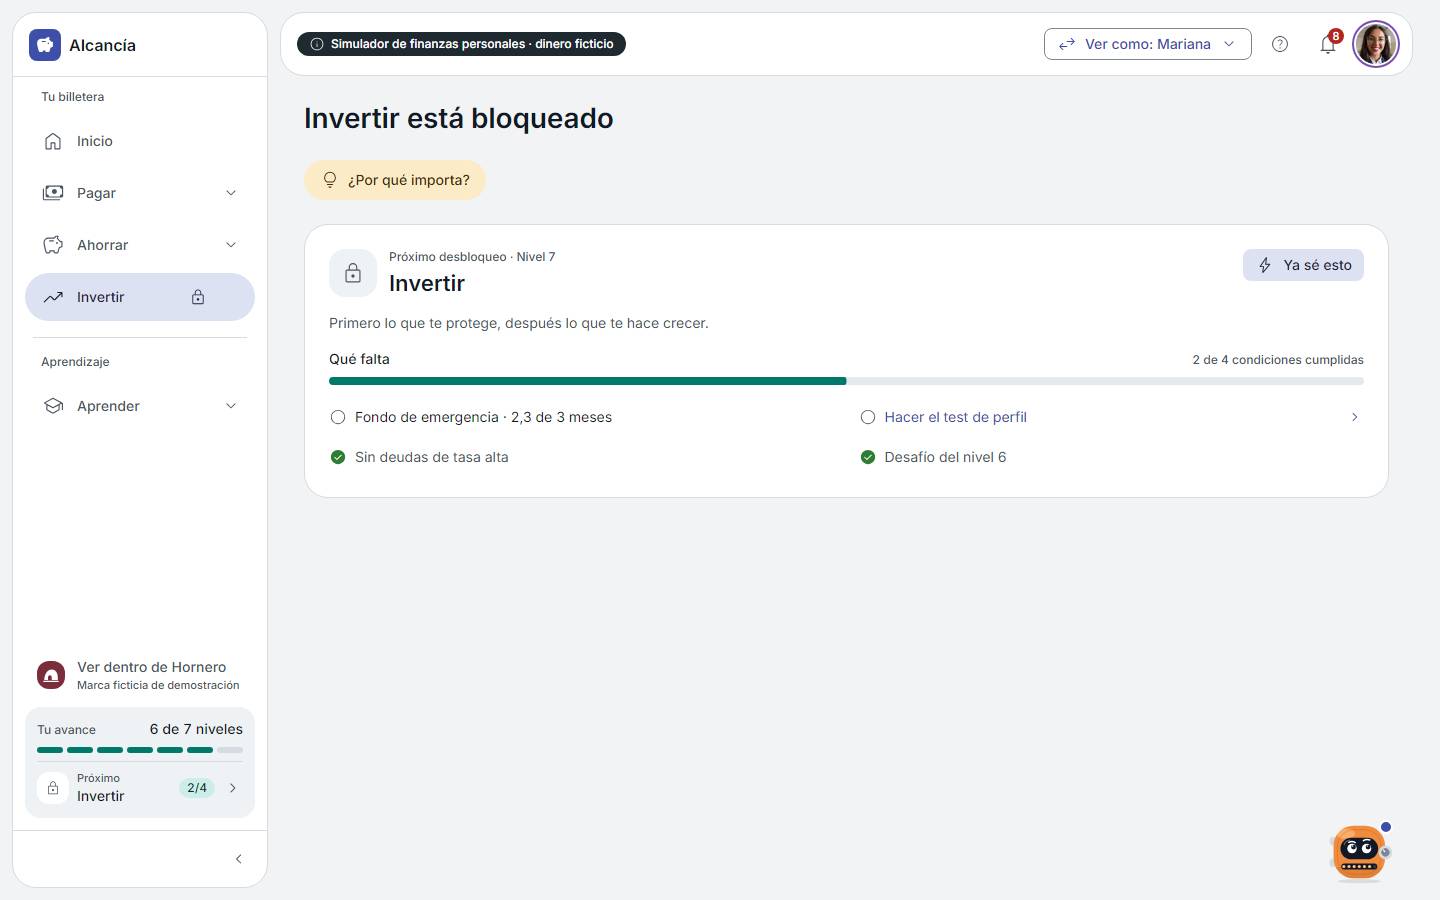 Alcancía
Simulador de finanzas personales · dinero ficticio
Ver como: Mariana
8
Tu billetera
Inicio
Pagar
Ahorrar
Invertir
Aprendizaje
Aprender
Ver dentro de Hornero
Marca ficticia de demostración
Tu avance
6 de 7 niveles
Próximo
Invertir
2/4
Invertir está bloqueado
¿Por qué importa?
Próximo desbloqueo · Nivel 7
Invertir
Ya sé esto
Primero lo que te protege, después lo que te hace crecer.
Qué falta
2 de 4 condiciones cumplidas
Fondo de emergencia · 2,3 de 3 meses
Hacer el test de perfil
Sin deudas de tasa alta
Desafío del nivel 6